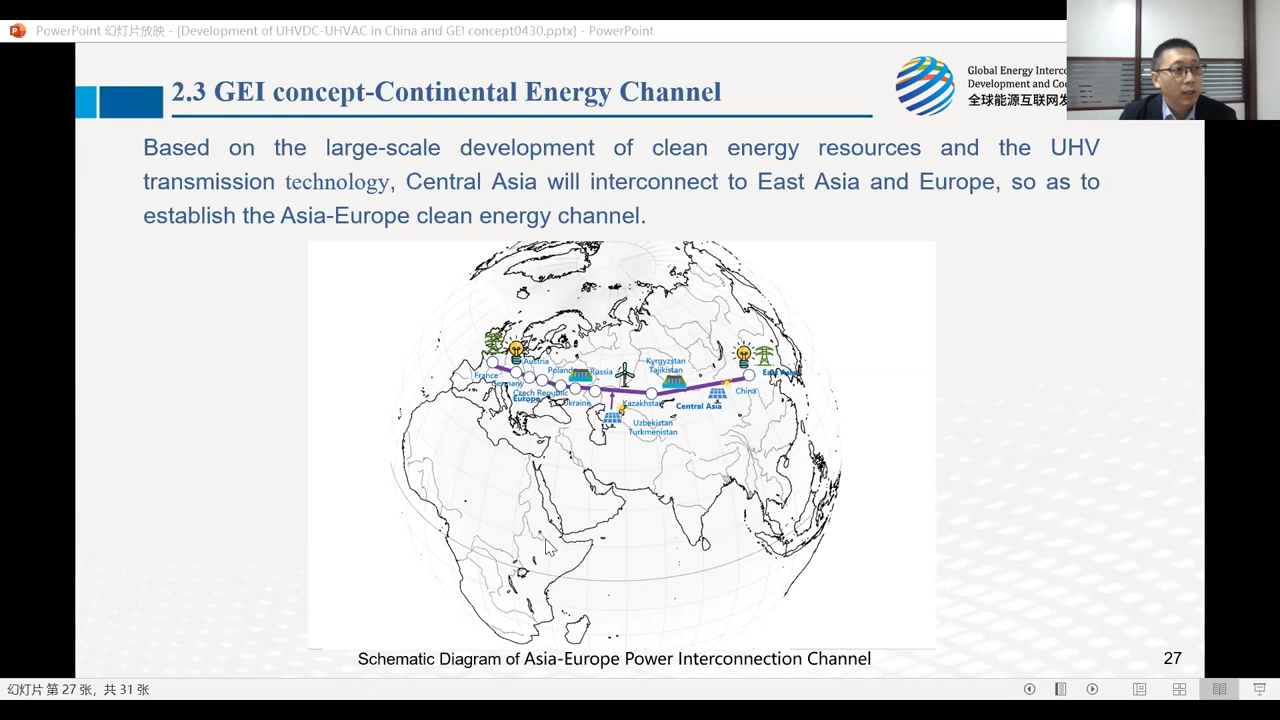 PowerPoint 幻灯片放映 - [Development of UHVDC-UHVAC in China and GEI concept0430.pptx] - PowerPoint
2.3 GEI concept-Continental Energy Channel
Global Energy Interco
Development and Coo
全球能源互联网发
Based on the large-scale development of clean energy resources and the UHV
transmission technology, Central Asia will interconnect to East Asia and Europe, so as to
establish the Asia-Europe clean energy channel.
Austria
Kyrgyzstan
Tajikistan
Poland
Russia
France
Germany
East Asia
Czech Republic
Europe
Ukraine
Kazakhstan
Central Asia
China
Uzbekistan
Turkmenistan
Schematic Diagram of Asia-Europe Power Interconnection Channel
27
幻灯片 第 27 张，共 31 张